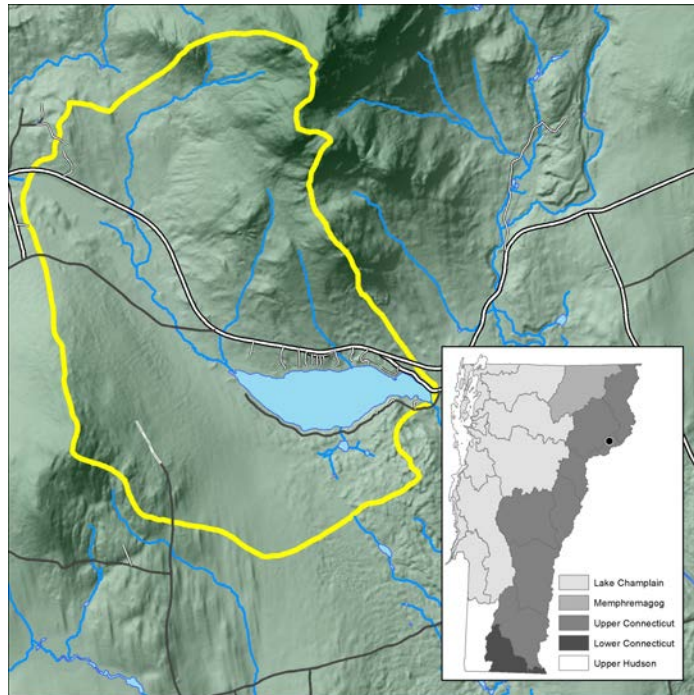 Lake Champlain
Memphremagog
Upper Connecticut
Lower Connecticut
Upper Hudson